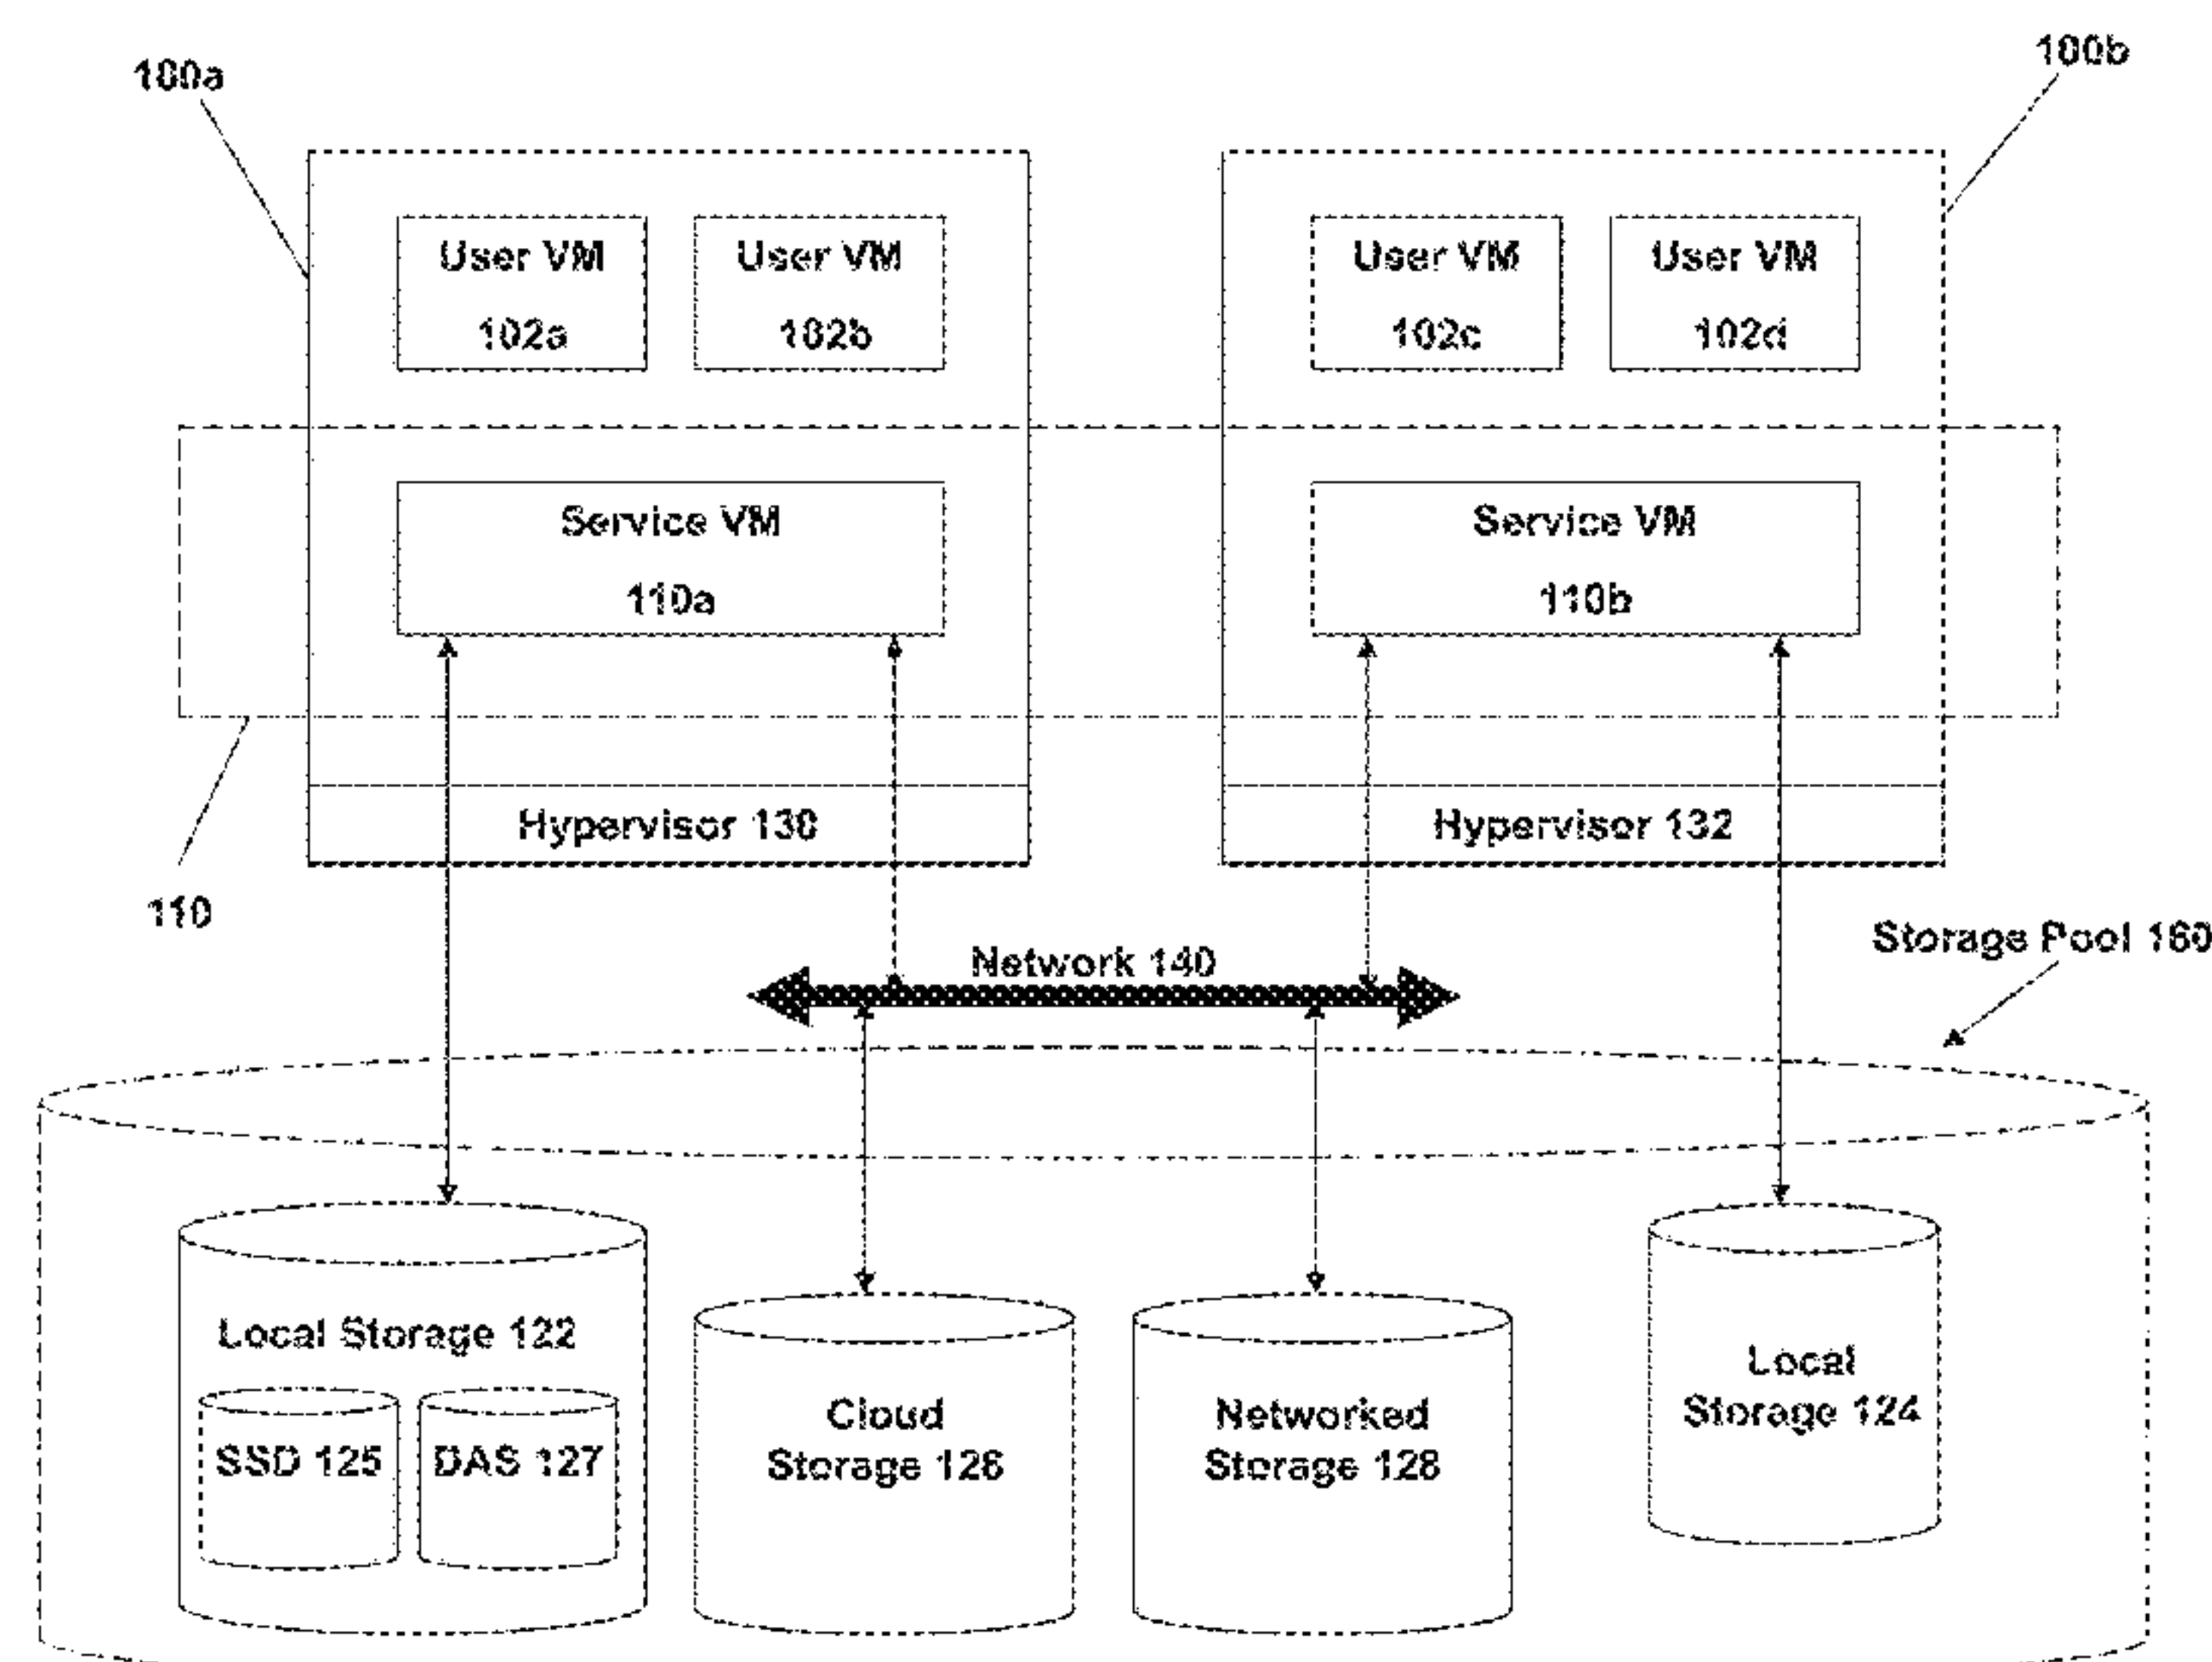 100a
100b
User VM
102a
User VM
102b
User VM
102c
User VM
102d
Service VM
110a
Service VM
110b
Hypervisor 130
Hypervisor 132
110
Network 140
Storage Pool 160
Local Storage 122
SSD 125
DAS 127
Cloud
Storage 126
Networked
Storage 128
Local
Storage 124